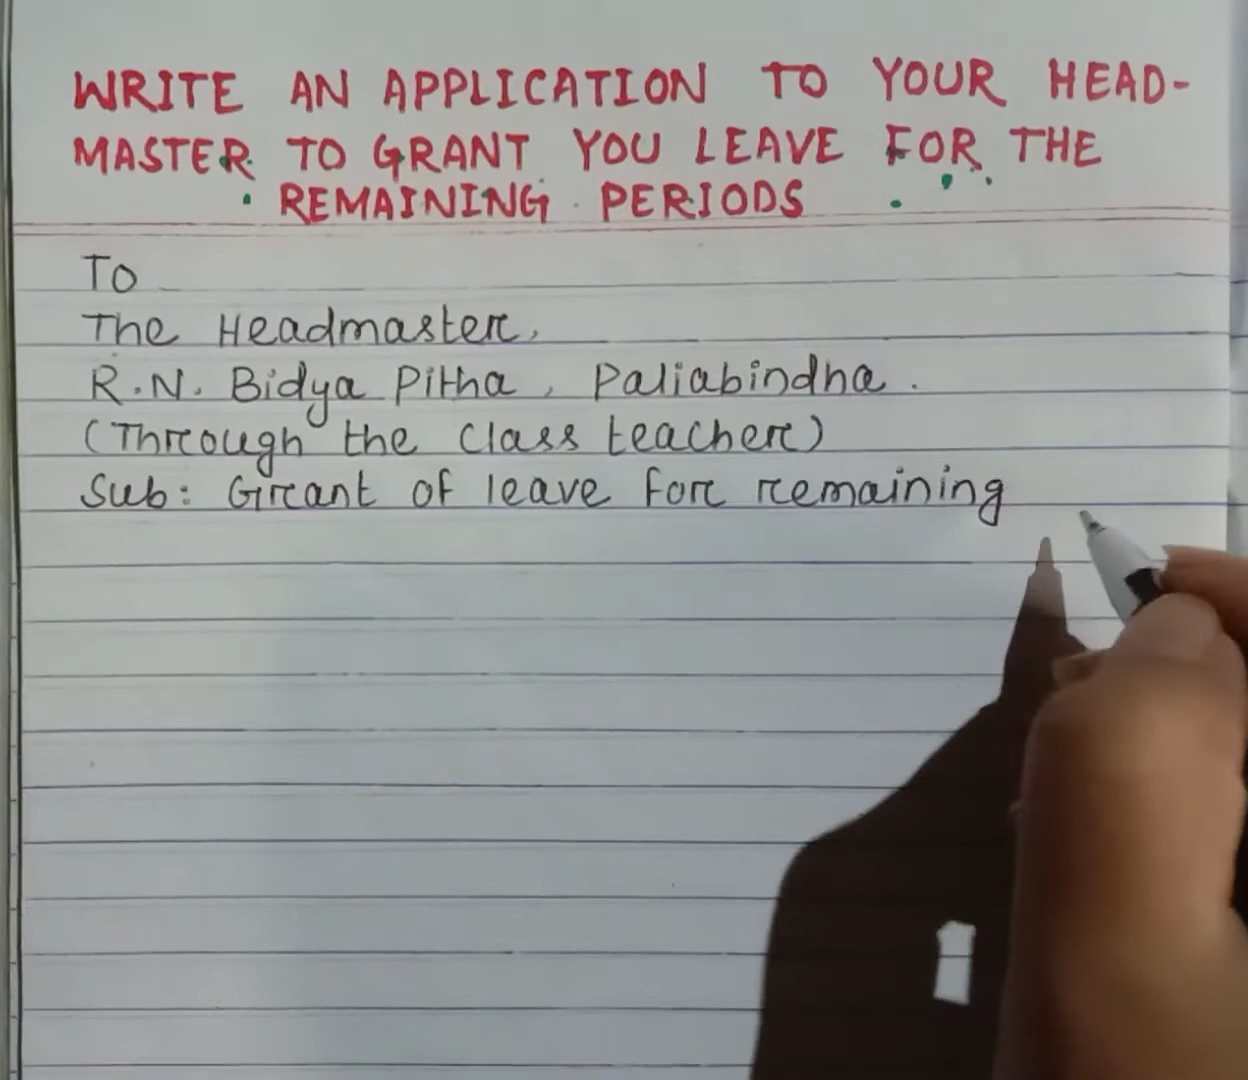 WRITE AN APPLICATION TO YOUR HEAD-
MASTER TO GRANT YOU LEAVE FOR THE
REMAINING PERIODS
To
The Headmaster,
R.N. Bidya Pitha, Paliabindha.
(Through the class teacher)
Sub: Grant of leave for remaining